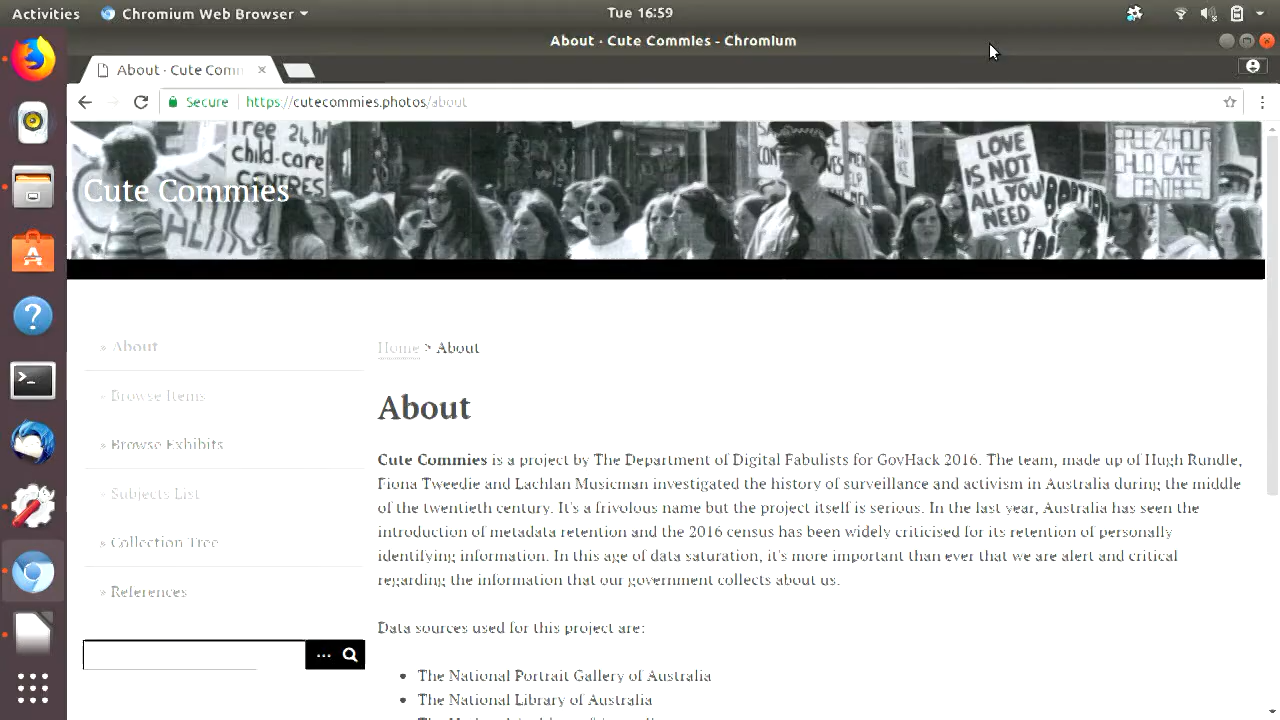 Activities
Chromium Web Browser
Tue 16:59
About · Cute Commies - Chromium
About · Cute Comm
Secure
https://cutecommies.photos/about
Free 24 hr
child-care
CENTRES
LOVE
IS NOT
ALL YOU
NEED
FREE 24 HOUR
CHILD CARE
CENTRES
Cute Commies
» About
» Browse Items
» Browse Exhibits
» Subjects List
» Collection Tree
» References
...
Home > About
About
Cute Commies is a project by The Department of Digital Fabulists for GovHack 2016. The team, made up of Hugh Rundle,
Fiona Tweedie and Lachlan Musicman investigated the history of surveillance and activism in Australia during the middle
of the twentieth century. It's a frivolous name but the project itself is serious. In the last year, Australia has seen the
introduction of metadata retention and the 2016 census has been widely criticised for its retention of personally
identifying information. In this age of data saturation, it's more important than ever that we are alert and critical
regarding the information that our government collects about us.
Data sources used for this project are:
• The National Portrait Gallery of Australia
• The National Library of Australia